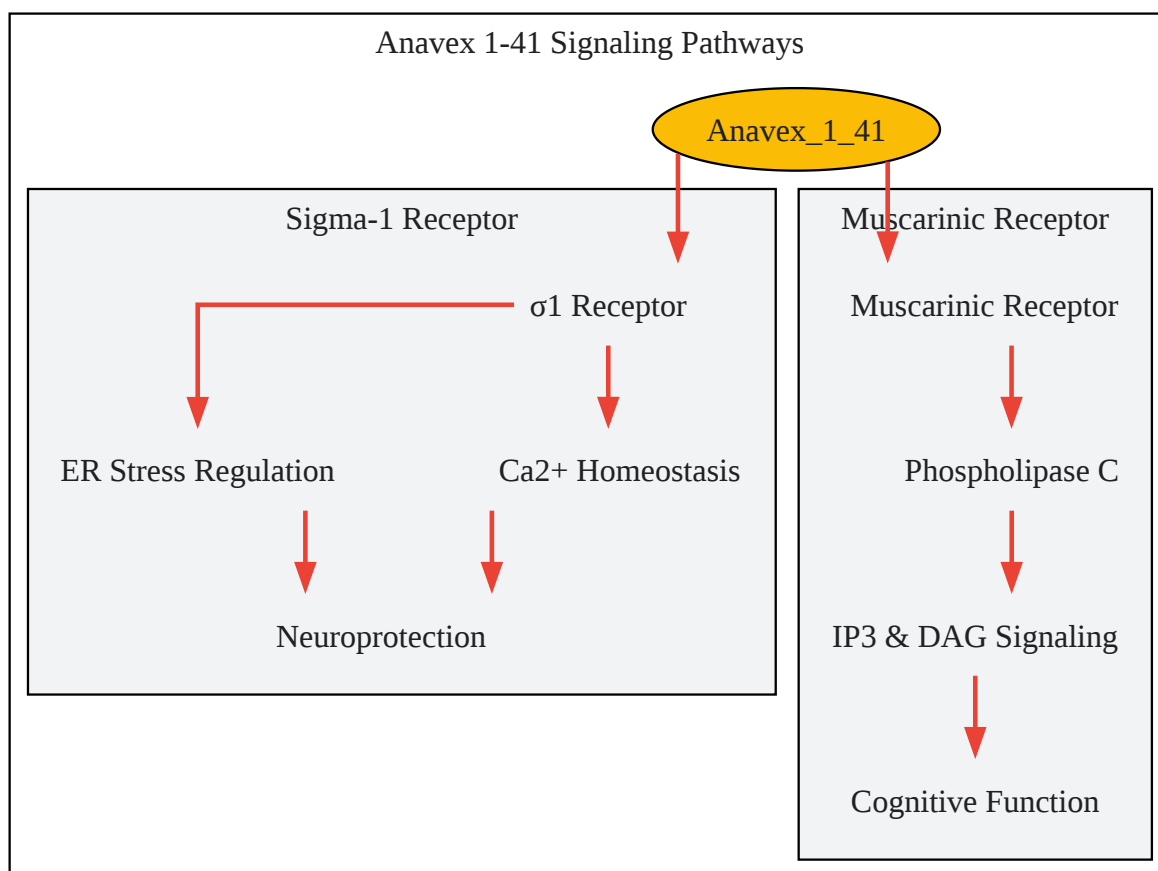 Anavex 1-41 Signaling Pathways
Anavex_1_41
Sigma-1 Receptor
Muscarinic Receptor
σ1 Receptor
Muscarinic Receptor
ER Stress Regulation
Ca2+ Homeostasis
Phospholipase C
Neuroprotection
IP3 & DAG Signaling
Cognitive Function